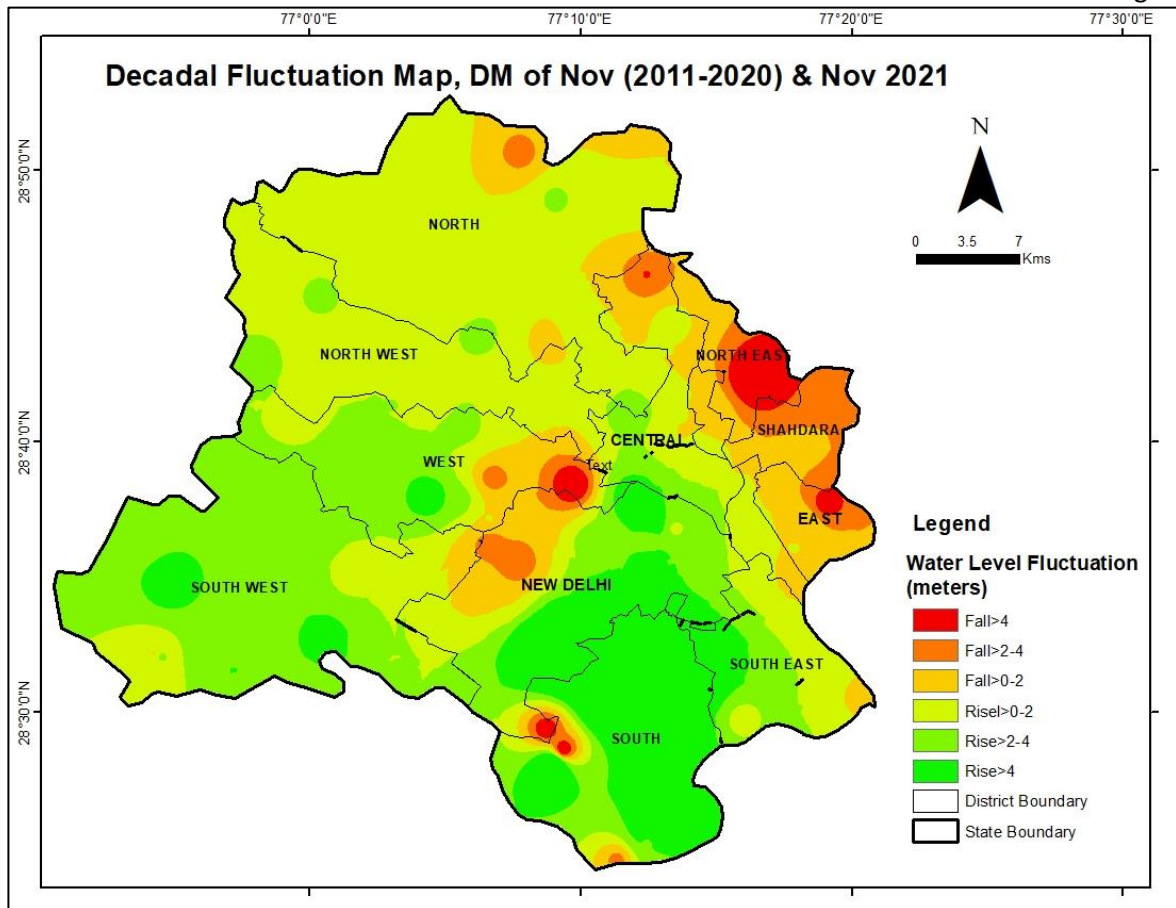 77°0'0"E
77°10'0"E
77°20'0"E
77°30'0"E
Decadal Fluctuation Map, DM of Nov (2011-2020) & Nov 2021
N
0 3.5 7
Kms
28°50'0"N
28°40'0"N
28°30'0"N
NORTH
NORTH WEST
NORTH EAST
SHAHDARA
CENTRAL
WEST
Text
EAST
SOUTH WEST
NEW DELHI
SOUTH EAST
SOUTH
Legend
Water Level Fluctuation
(meters)
Fall>4
Fall>2-4
Fall>0-2
Risel>0-2
Rise>2-4
Rise>4
District Boundary
State Boundary